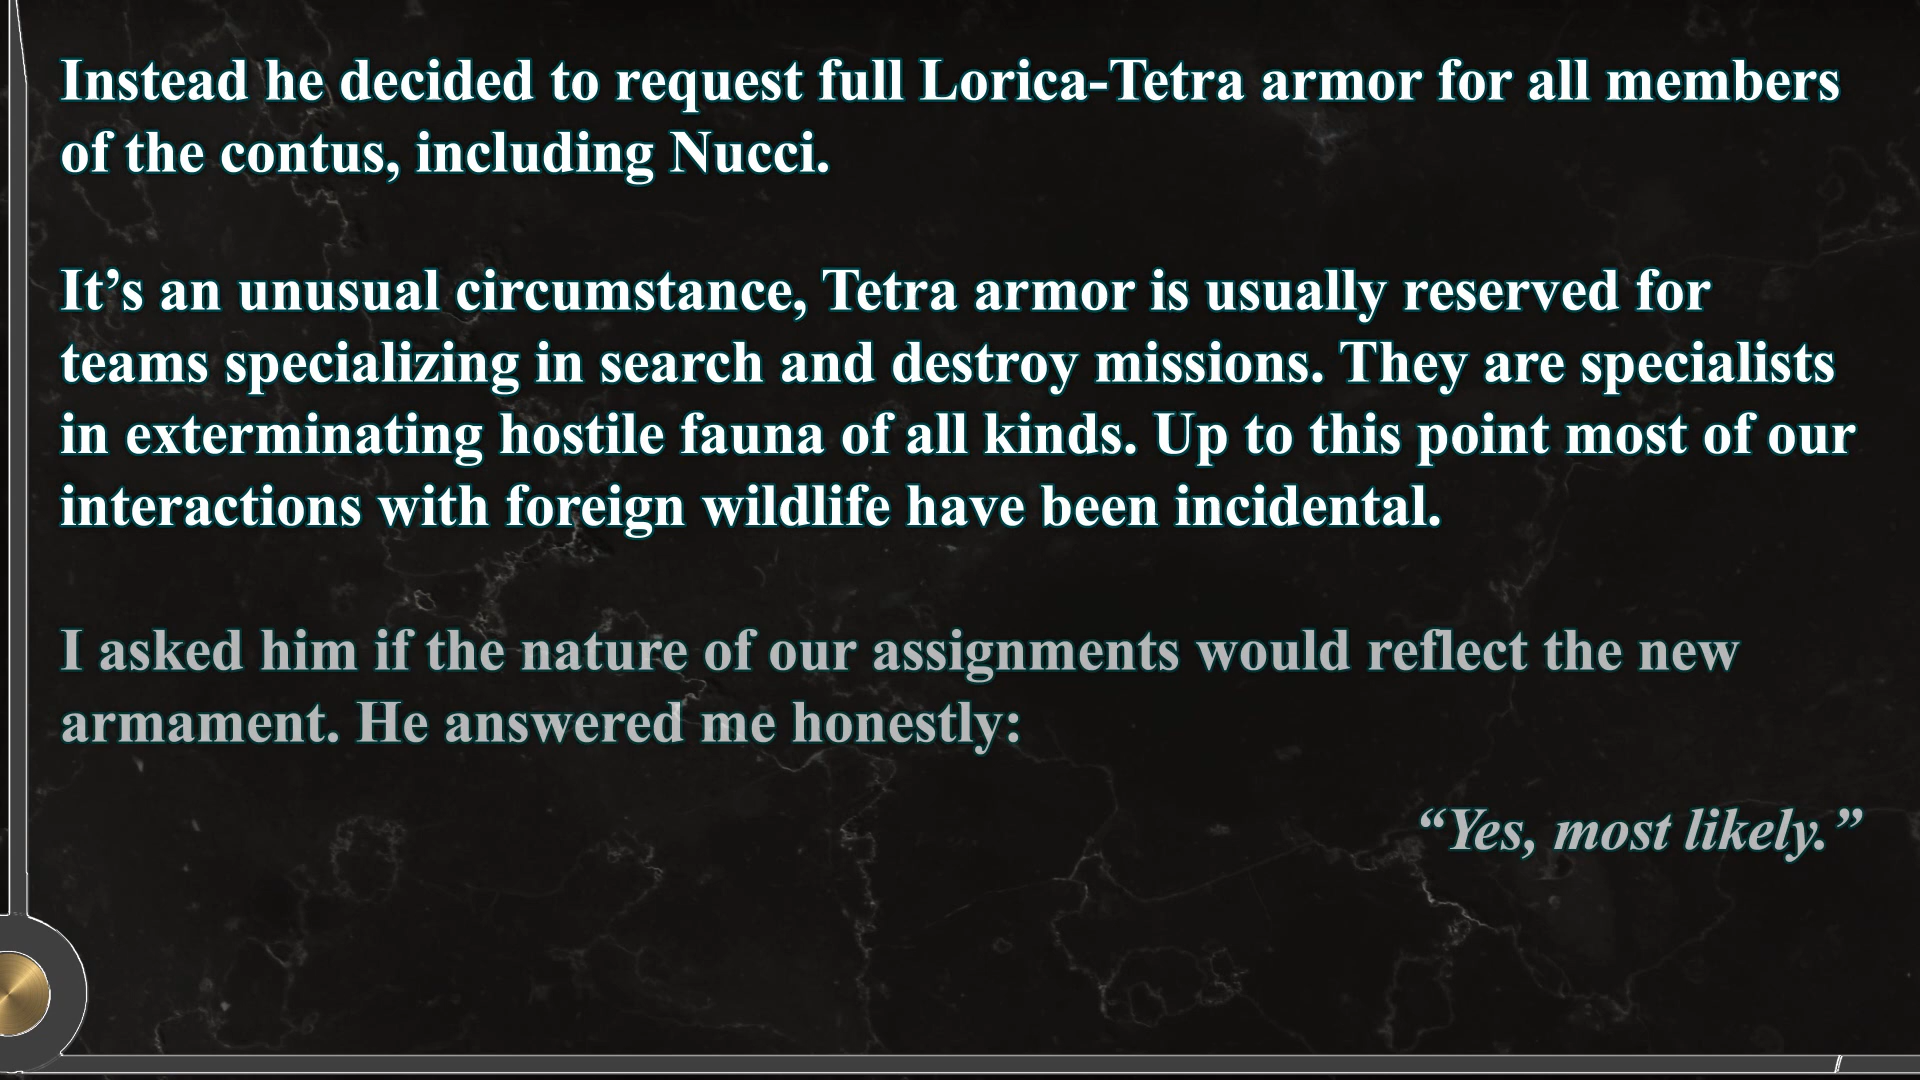 Instead he decided to request full Lorica-Tetra armor for all members
of the contus, including Nucci.
It’s an unusual circumstance, Tetra armor is usually reserved for
teams specializing in search and destroy missions. They are specialists
in exterminating hostile fauna of all kinds. Up to this point most of our
interactions with foreign wildlife have been incidental.
I asked him if the nature of our assignments would reflect the new
armament. He answered me honestly:
“Yes, most likely.”